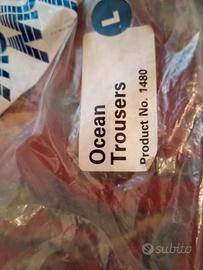 L
Ocean
Trousers
Product No. 1480
subito